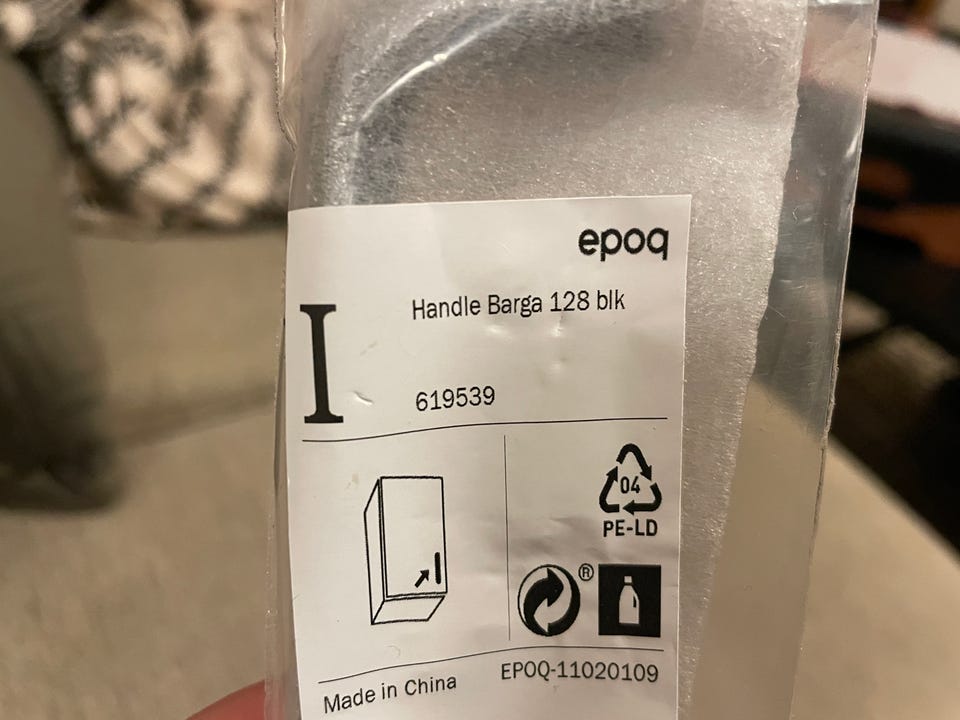 epoq
I
Handle Barga 128 blk
619539
04
PE-LD
®
Made in China
EPOQ-11020109